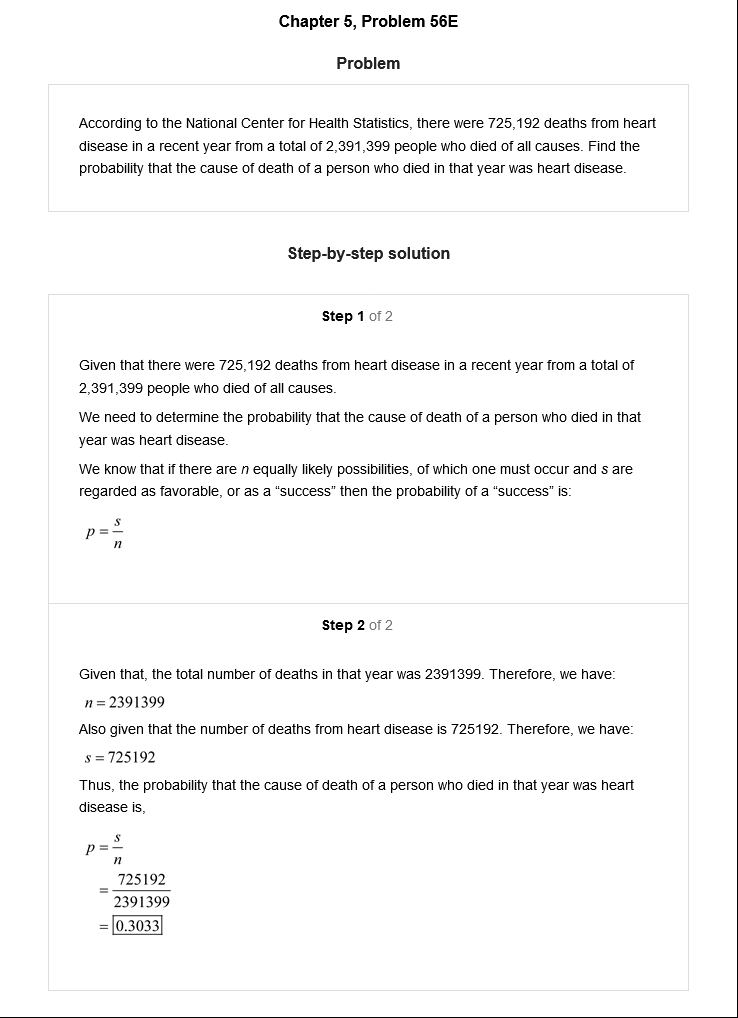 Chapter 5, Problem 56E
Problem
According to the National Center for Health Statistics, there were 725,192 deaths from heart
disease in a recent year from a total of 2,391,399 people who died of all causes. Find the
probability that the cause of death of a person who died in that year was heart disease.
Step-by-step solution
Step 1 of 2
Given that there were 725,192 deaths from heart disease in a recent year from a total of
2,391,399 people who died of all causes.
We need to determine the probability that the cause of death of a person who died in that
year was heart disease.
We know that if there are n equally likely possibilities, of which one must occur and s are
regarded as favorable, or as a “success” then the probability of a “success” is:
p = s/n
Step 2 of 2
Given that, the total number of deaths in that year was 2391399. Therefore, we have:
n = 2391399
Also given that the number of deaths from heart disease is 725192. Therefore, we have:
s = 725192
Thus, the probability that the cause of death of a person who died in that year was heart
disease is,
p = s/n
= 725192/2391399
= 0.3033